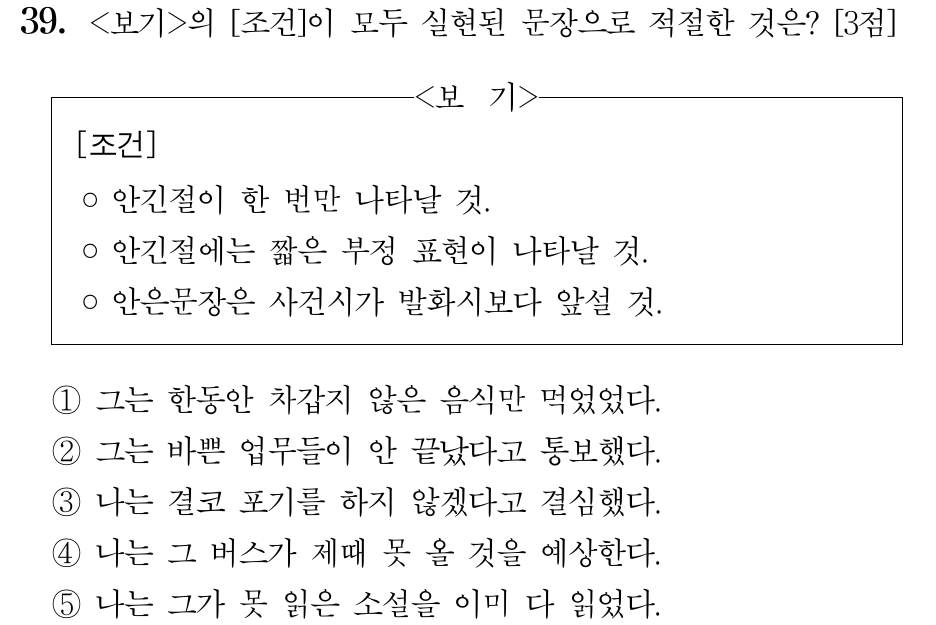 39. <보기>의 [조건]이 모두 실현된 문장으로 적절한 것은? [3점]
<보 기>
[조건]
○ 안긴절이 한 번만 나타날 것.
○ 안긴절에는 짧은 부정 표현이 나타날 것.
○ 안은문장은 사건시가 발화시보다 앞설 것.
① 그는 한동안 차갑지 않은 음식만 먹었었다.
② 그는 바쁜 업무들이 안 끝났다고 통보했다.
③ 나는 결코 포기를 하지 않겠다고 결심했다.
④ 나는 그 버스가 제때 못 올 것을 예상한다.
⑤ 나는 그가 못 읽은 소설을 이미 다 읽었다.